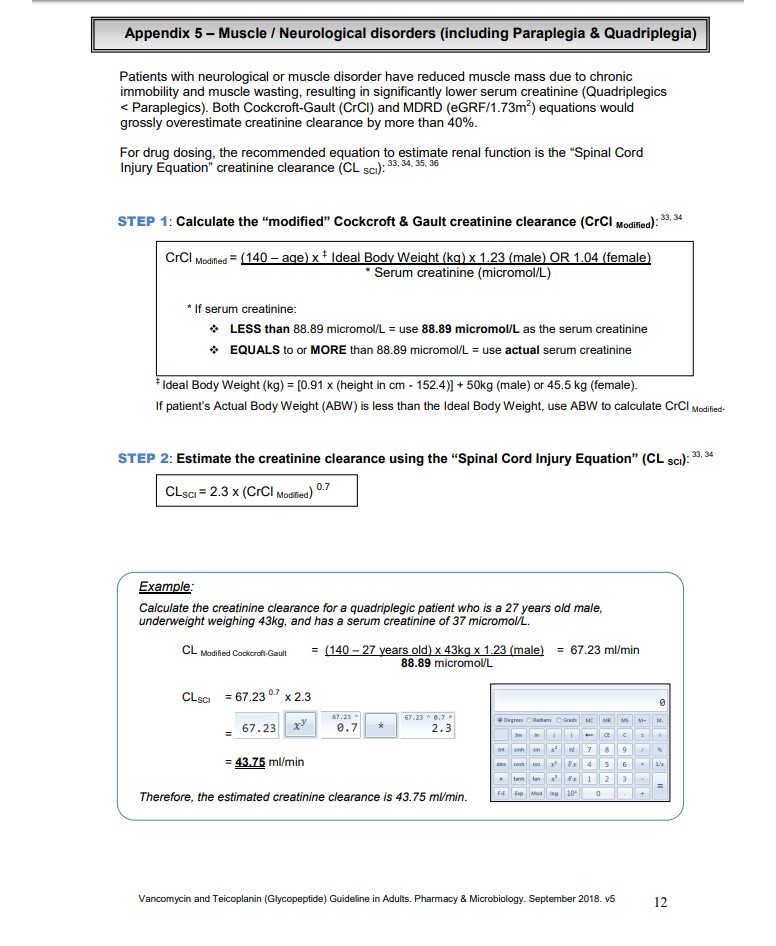 Appendix 5 – Muscle / Neurological disorders (including Paraplegia & Quadriplegia)
Patients with neurological or muscle disorder have reduced muscle mass due to chronic
immobility and muscle wasting, resulting in significantly lower serum creatinine (Quadriplegics
< Paraplegics). Both Cockcroft-Gault (CrCl) and MDRD (eGRF/1.73m²) equations would
grossly overestimate creatinine clearance by more than 40%.
For drug dosing, the recommended equation to estimate renal function is the “Spinal Cord
Injury Equation” creatinine clearance (CL SCI): 33, 34, 35, 36
STEP 1: Calculate the “modified” Cockcroft & Gault creatinine clearance (CrCl Modified): 33, 34
CrCl Modified = (140 – age) x ‡ Ideal Body Weight (kg) x 1.23 (male) OR 1.04 (female)
* Serum creatinine (micromol/L)
* If serum creatinine:
❖ LESS than 88.89 micromol/L = use 88.89 micromol/L as the serum creatinine
❖ EQUALS to or MORE than 88.89 micromol/L = use actual serum creatinine
‡ Ideal Body Weight (kg) = [0.91 x (height in cm - 152.4)] + 50kg (male) or 45.5 kg (female).
If patient's Actual Body Weight (ABW) is less than the Ideal Body Weight, use ABW to calculate CrCl Modified.
STEP 2: Estimate the creatinine clearance using the “Spinal Cord Injury Equation” (CL SCI): 33, 34
CLSCI = 2.3 x (CrCl Modified) 0.7
Example:
Calculate the creatinine clearance for a quadriplegic patient who is a 27 years old male,
underweight weighing 43kg, and has a serum creatinine of 37 micromol/L.
CL Modified Cockcroft-Gault = (140 – 27 years old) x 43kg x 1.23 (male) = 67.23 ml/min
88.89 micromol/L
CLSCI = 67.23 0.7 x 2.3
= 67.23 xʸ 67.23 ^ 0.7 * 67.23 ^ 0.7 * 2.3
= 43.75 ml/min
Therefore, the estimated creatinine clearance is 43.75 ml/min.
0
Degrees Radians Grads MC MR MS M+ M-
Inv ln ( ) ← CE C ±
Int sinh sin x² n! 7 8 9 / %
dms cosh cos xʸ 4 5 6 * 1/x
π tanh tan x³ ³√x 1 2 3 - =
F-E Exp Mod log 10ˣ 0 . +
Vancomycin and Teicoplanin (Glycopeptide) Guideline in Adults. Pharmacy & Microbiology. September 2018. v5
12